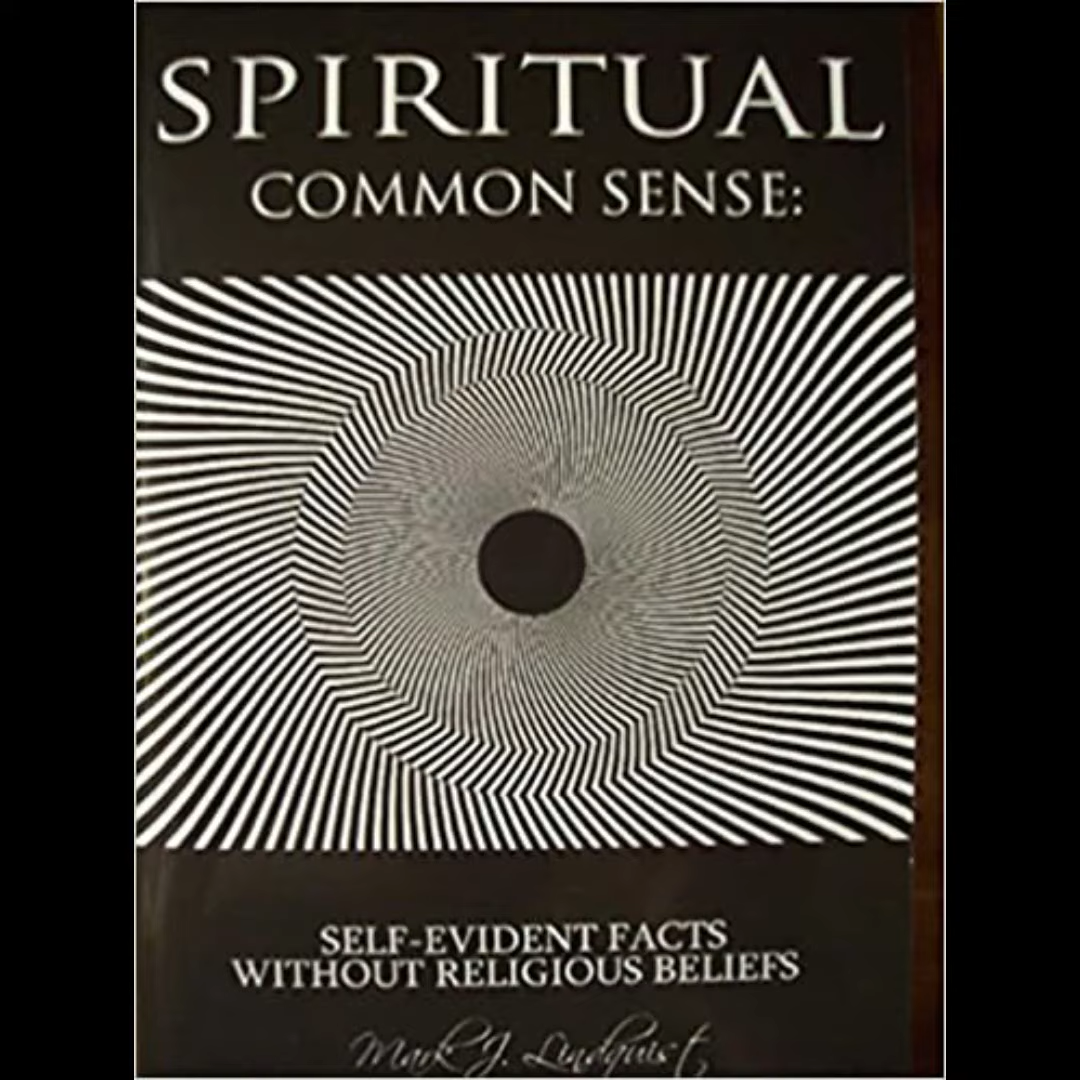 SPIRITUAL
COMMON SENSE:
SELF-EVIDENT FACTS
WITHOUT RELIGIOUS BELIEFS
Mark J. Lindquist